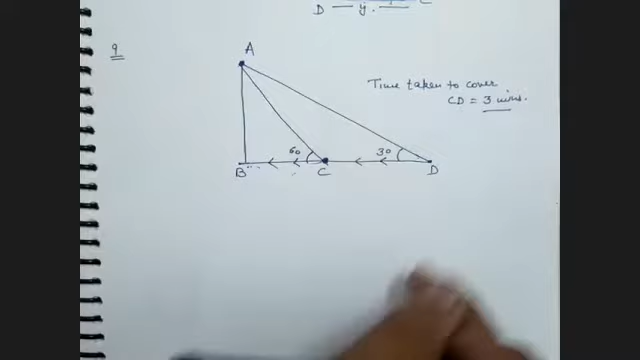 D — y. —
9
A
Time taken to cover
CD = 3 mins.
60
30
B
C
D